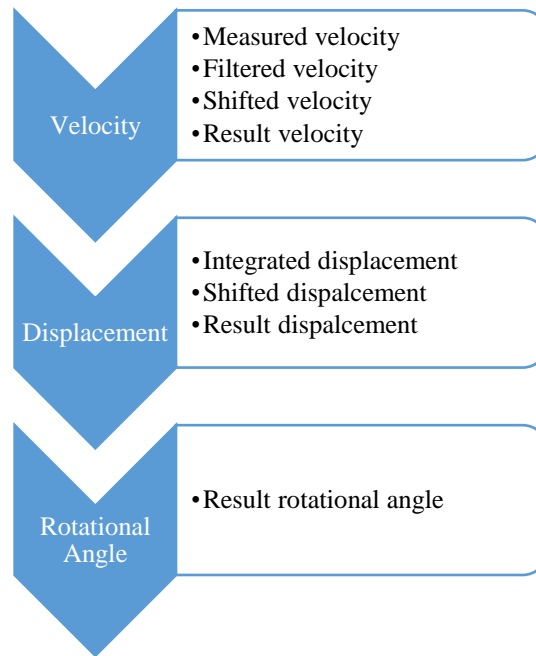 Velocity
•Measured velocity
•Filtered velocity
•Shifted velocity
•Result velocity
Displacement
•Integrated displacement
•Shifted dispalcement
•Result dispalcement
Rotational
Angle
•Result rotational angle